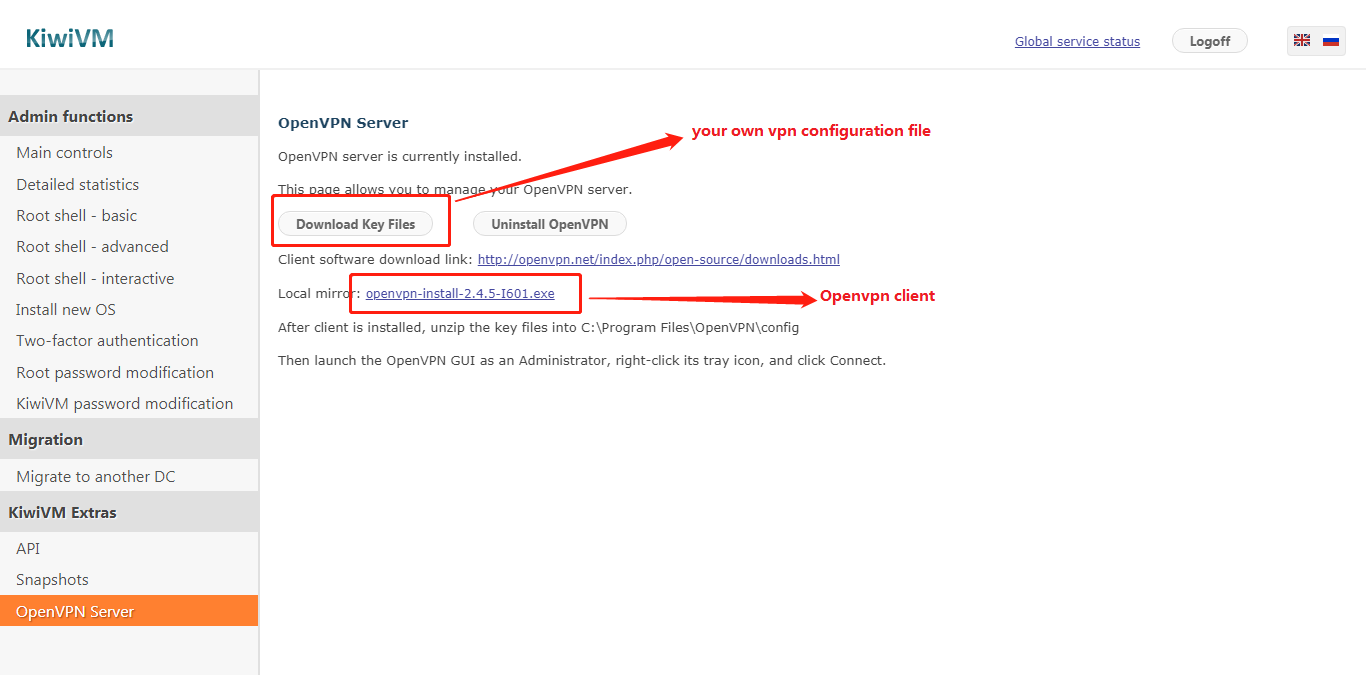 KiwiVM
Global service status
Logoff
Admin functions
Main controls
Detailed statistics
Root shell - basic
Root shell - advanced
Root shell - interactive
Install new OS
Two-factor authentication
Root password modification
KiwiVM password modification
Migration
Migrate to another DC
KiwiVM Extras
API
Snapshots
OpenVPN Server
OpenVPN Server
your own vpn configuration file
OpenVPN server is currently installed.
This page allows you to manage your OpenVPN server.
Download Key Files
Uninstall OpenVPN
Client software download link: http://openvpn.net/index.php/open-source/downloads.html
Local mirror: openvpn-install-2.4.5-I601.exe
Openvpn client
After client is installed, unzip the key files into C:\Program Files\OpenVPN\config
Then launch the OpenVPN GUI as an Administrator, right-click its tray icon, and click Connect.